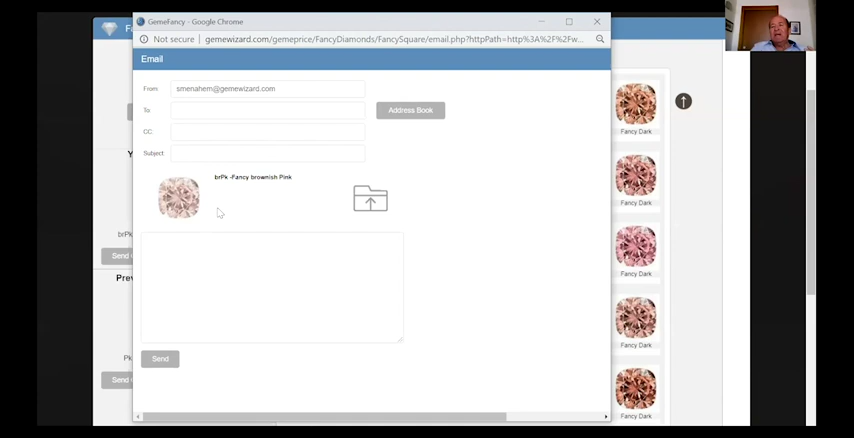 GemeFancy - Google Chrome
Not secure | gemewizard.com/gemeprice/FancyDiamonds/FancySquare/email.php?httpPath=http%3A%2F%2Fw...
Fa
Email
From:
smenahem@gemewizard.com
To:
Address Book
CC:
Subject:
brPk -Fancy brownish Pink
Send
Y
brPk
Send
Prev
Pk
Send
Fancy Dark
Fancy Dark
Fancy Dark
Fancy Dark
Fancy Dark